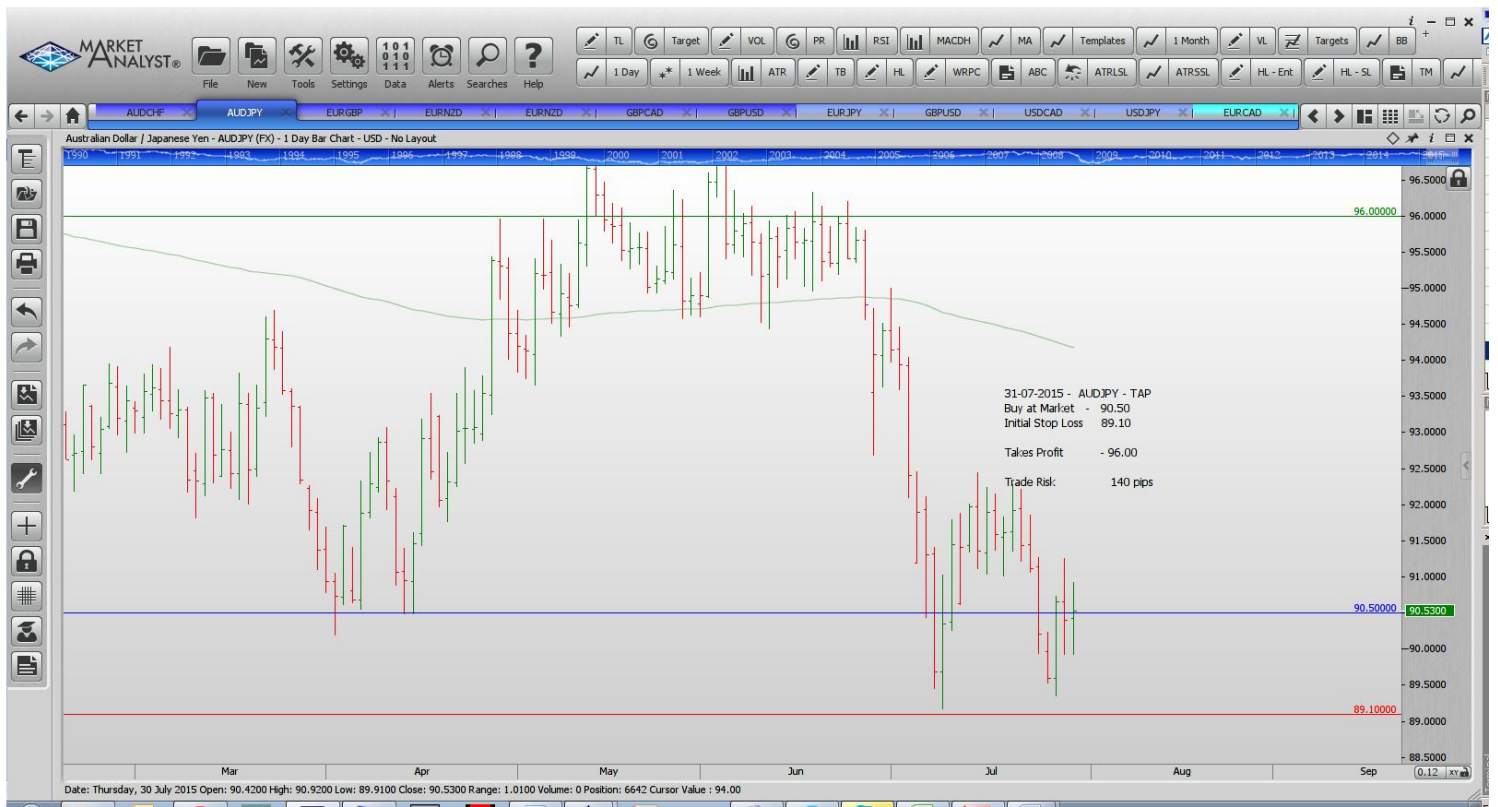 i
MARKET ANALYST®
File New Tools Settings Data Alerts Searches Help
101 010 111
TL Target VOL PR RSI MACDH MA Templates 1 Month VL Targets BB
1 Day 1 Week ATR TB HL WRPC ABC ATRLSL ATRSSL HL - Ent HL - SL TM
AUDCHF AUDJPY EURGBP EURNZD EURNZD GBPCAD GBPUSD EURJPY GBPUSD USDCAD USDJPY EURCAD
Australian Dollar / Japanese Yen - AUDJPY (FX) - 1 Day Bar Chart - USD - No Layout
1990 1991 1992 1993 1994 1995 1996 1997 1998 1999 2000 2001 2002 2003 2004 2005 2006 2007 2008 2009 2010 2011 2012 2013 2014 2015
96.5000
96.00000 96.0000
95.5000
95.0000
94.5000
94.0000
31-07-2015 - AUDJPY - TAP
93.5000
Buy at Market - 90.50
Initial Stop Loss 89.10
93.0000
Takes Profit - 96.00
92.5000
Trade Risk 140 pips
92.0000
91.5000
91.0000
90.50000 90.5300
90.0000
89.5000
89.10000
89.0000
88.5000
Mar Apr May Jun Jul Aug Sep 0.12 XY
Date: Thursday, 30 July 2015 Open: 90.4200 High: 90.9200 Low: 89.9100 Close: 90.5300 Range: 1.0100 Volume: 0 Position: 6642 Cursor Value : 94.00